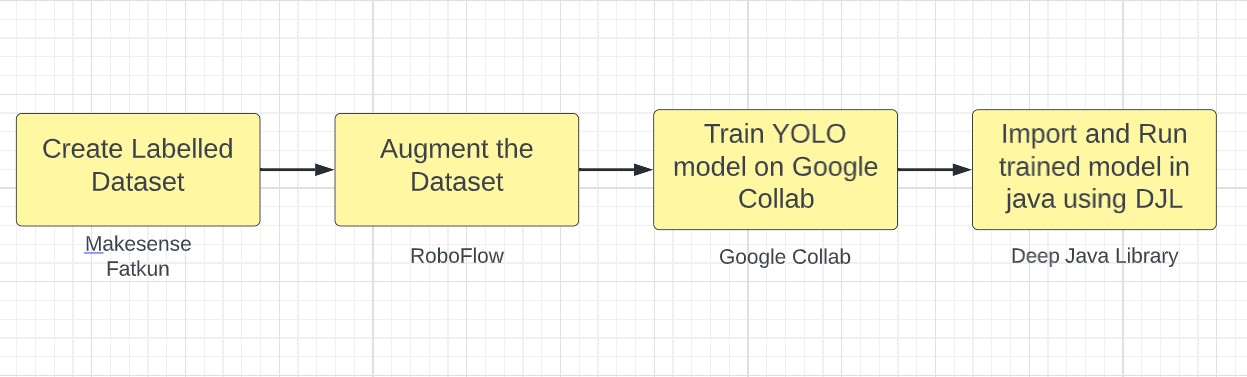 Create Labelled
Dataset
Makesense
Fatkun
Augment the
Dataset
RoboFlow
Train YOLO
model on Google
Collab
Google Collab
Import and Run
trained model in
java using DJL
Deep Java Library